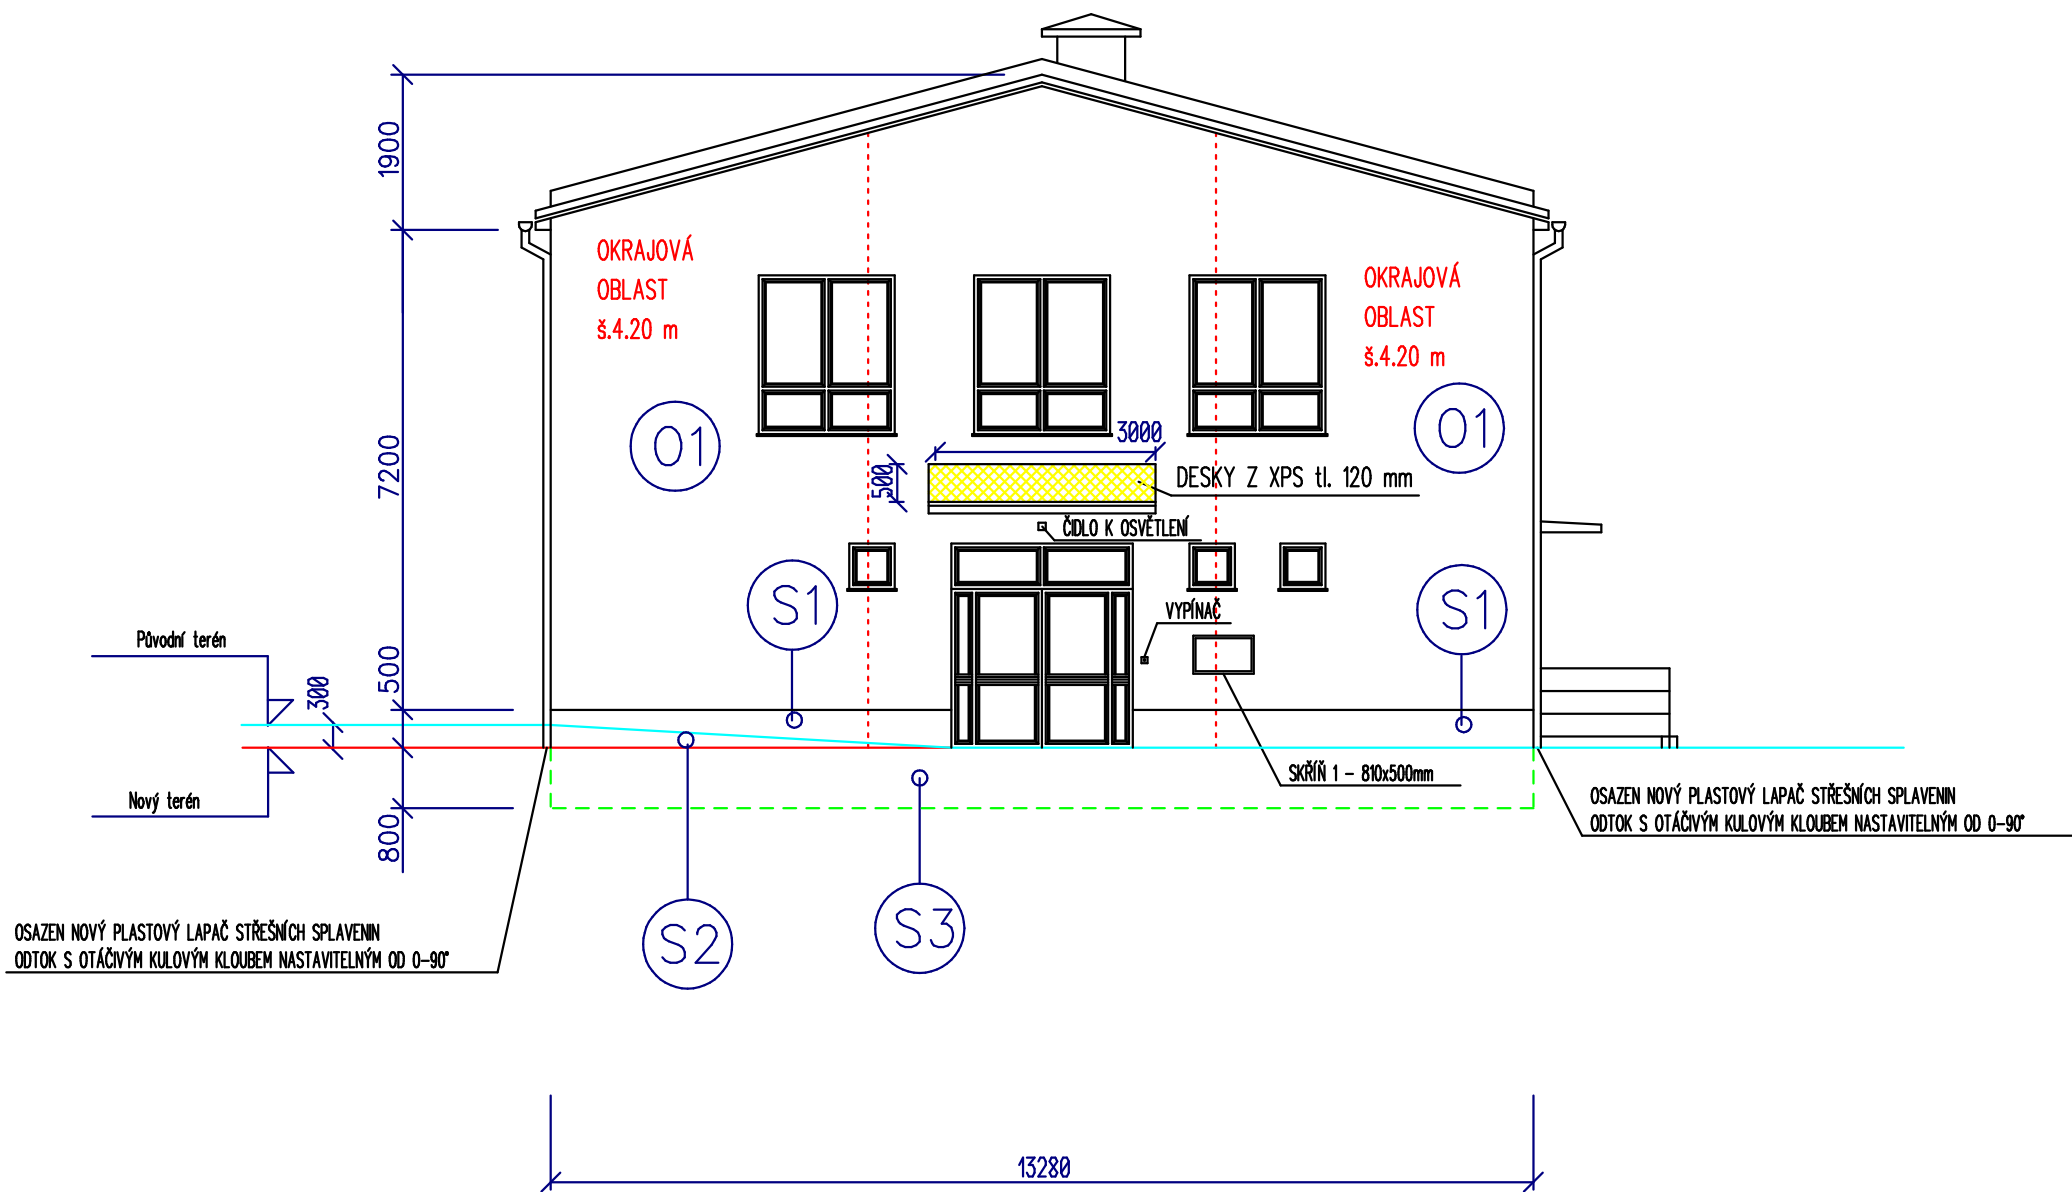 1900
OKRAJOVÁ
OBLAST
š.4.20 m
OKRAJOVÁ
OBLAST
š.4.20 m
O1
O1
3000
7200
500
DESKY Z XPS tl. 120 mm
ČIDLO K OSVĚTLENÍ
S1
S1
VYPÍNAČ
Původní terén
500
300
SKŘÍŇ 1 - 810x500mm
Nový terén
800
OSAZEN NOVÝ PLASTOVÝ LAPAČ STŘEŠNÍCH SPLAVENIN
ODTOK S OTÁČIVÝM KULOVÝM KLOUBEM NASTAVITELNÝM OD 0-90°
OSAZEN NOVÝ PLASTOVÝ LAPAČ STŘEŠNÍCH SPLAVENIN
ODTOK S OTÁČIVÝM KULOVÝM KLOUBEM NASTAVITELNÝM OD 0-90°
S2
S3
13280